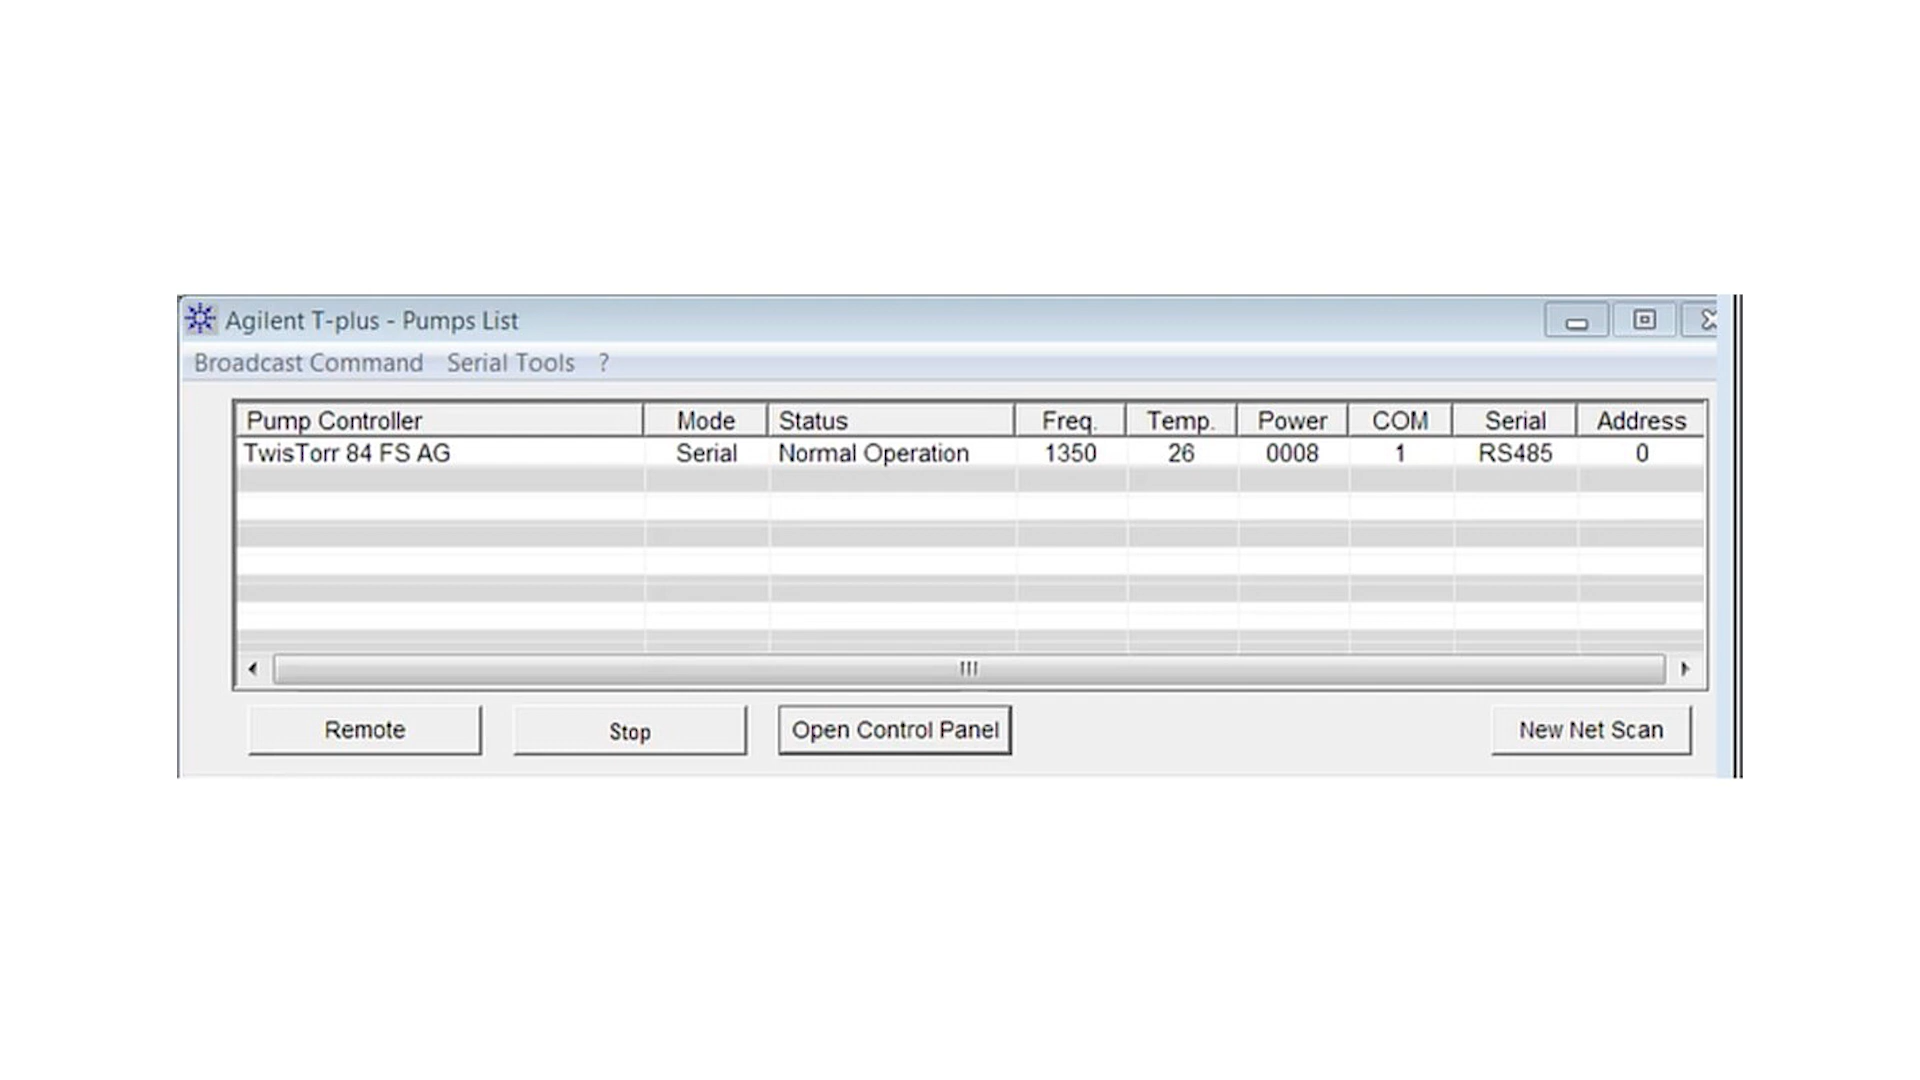 Agilent T-plus - Pumps List
Broadcast Command Serial Tools ?
Pump Controller Mode Status Freq. Temp. Power COM Serial Address
TwisTorr 84 FS AG Serial Normal Operation 1350 26 0008 1 RS485 0
Remote Stop Open Control Panel New Net Scan